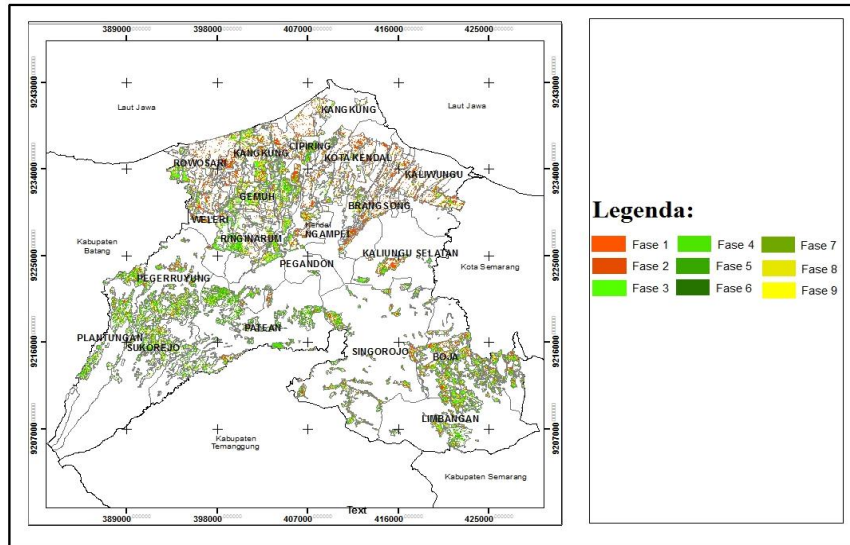 389000 398000 407000 416000 425000
9243000
9234000
9225000
9216000
9207000
Laut Jawa
Laut Jawa
KANGKUNG
KANGKUNG
CIPIRING
KOTA KENDAL
ROWOSARI
KALIWUNGU
GEMUH
BRANGSONG
WELERI
Kendal
NGAMPEL
RINGINARUM
Kabupaten
Batang
KALIUNGU SELATAN
PEGANDON
Kota Semarang
PEGERRUYUNG
PATEAN
PLANTUNGAN
SUKOREJO
SINGOROJO
BOJA
LIMBANGAN
Kabupaten
Temanggung
Kabupaten Semarang
Text
389000 398000 407000 416000 425000
9243000
9234000
9225000
9216000
9207000
Legenda:
Fase 1
Fase 2
Fase 3
Fase 4
Fase 5
Fase 6
Fase 7
Fase 8
Fase 9